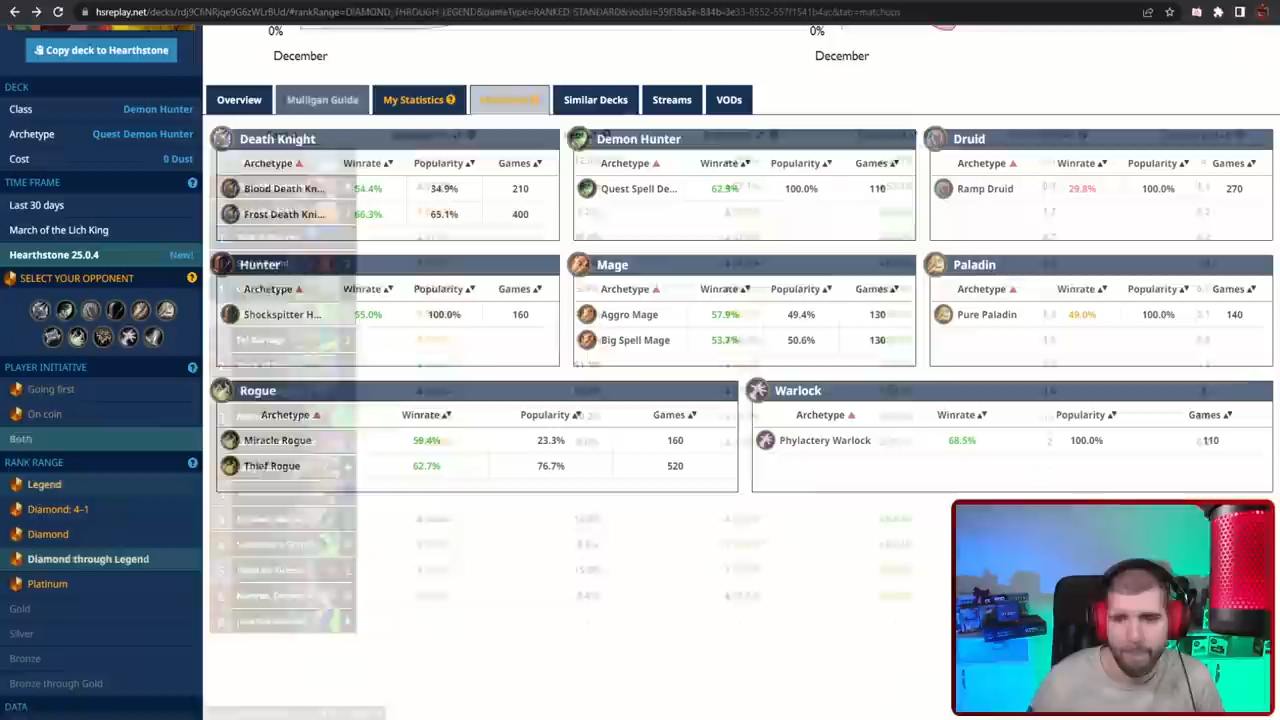 hsreplay.net/decks/rdj9CfiNRjqe9G6zWLrBUd/#rankRange=DIAMOND_THROUGH_LEGEND&gameType=RANKED_STANDARD&vodId=
0%
0%
December
December
Copy deck to Hearthstone
DECK
Class Demon Hunter
Archetype Quest Demon Hunter
Cost 0 Dust
TIME FRAME
Last 30 days
March of the Lich King
Hearthstone 25.0.4 New!
SELECT YOUR OPPONENT
PLAYER INITIATIVE
Going first
On coin
Both
RANK RANGE
Legend
Diamond: 4–1
Diamond
Diamond through Legend
Platinum
Gold
Silver
Bronze
Bronze through Gold
DATA
Overview Mulligan Guide My Statistics Similar Decks Streams VODs
Death Knight
Archetype Winrate Popularity Games
Blood Death Kn... 54.4% 34.9% 210
Frost Death Kni... 66.3% 65.1% 400
Demon Hunter
Archetype Winrate Popularity Games
Quest Spell De... 62.3% 100.0% 110
Druid
Archetype Winrate Popularity Games
Ramp Druid 29.8% 100.0% 270
Hunter
Archetype Winrate Popularity Games
Shockspitter H... 55.0% 100.0% 160
Mage
Archetype Winrate Popularity Games
Aggro Mage 57.9% 49.4% 130
Big Spell Mage 53.7% 50.6% 130
Paladin
Archetype Winrate Popularity Games
Pure Paladin 49.0% 100.0% 140
Rogue
Archetype Winrate Popularity Games
Miracle Rogue 59.4% 23.3% 160
Thief Rogue 62.7% 76.7% 520
Warlock
Archetype Winrate Popularity Games
Phylactery Warlock 68.5% 100.0% 110